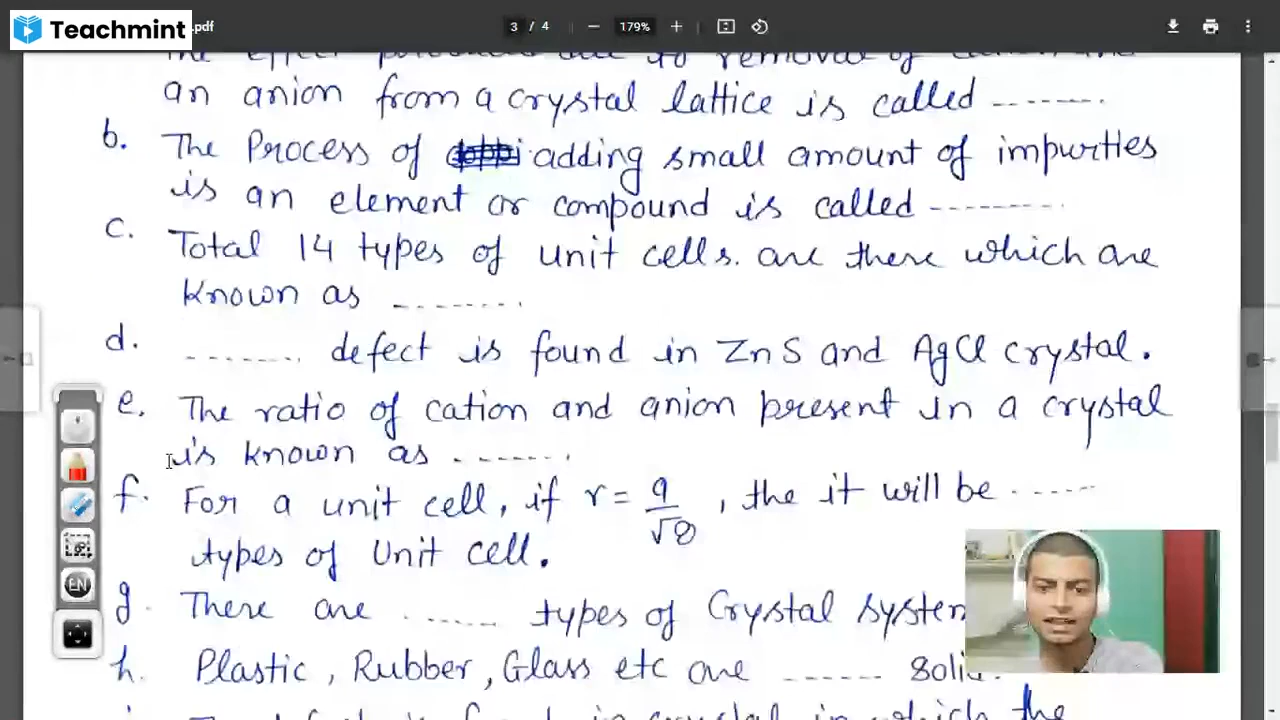 Teachmint
.pdf
3 / 4
179%
an anion from a crystal lattice is called --------
b. The Process of adding small amount of impurties
is an element or compound is called ---------
c. Total 14 types of unit cells. are there which are
known as --------
d. ------- defect is found in ZnS and AgCl crystal.
e. The ratio of cation and anion present in a crystal
is known as -------
f. For a unit cell, if r = a/√8, the it will be ------
types of Unit cell.
g. There are ------ types of Crystal system
h. Plastic, Rubber, Glass etc are ------ solid.
EN